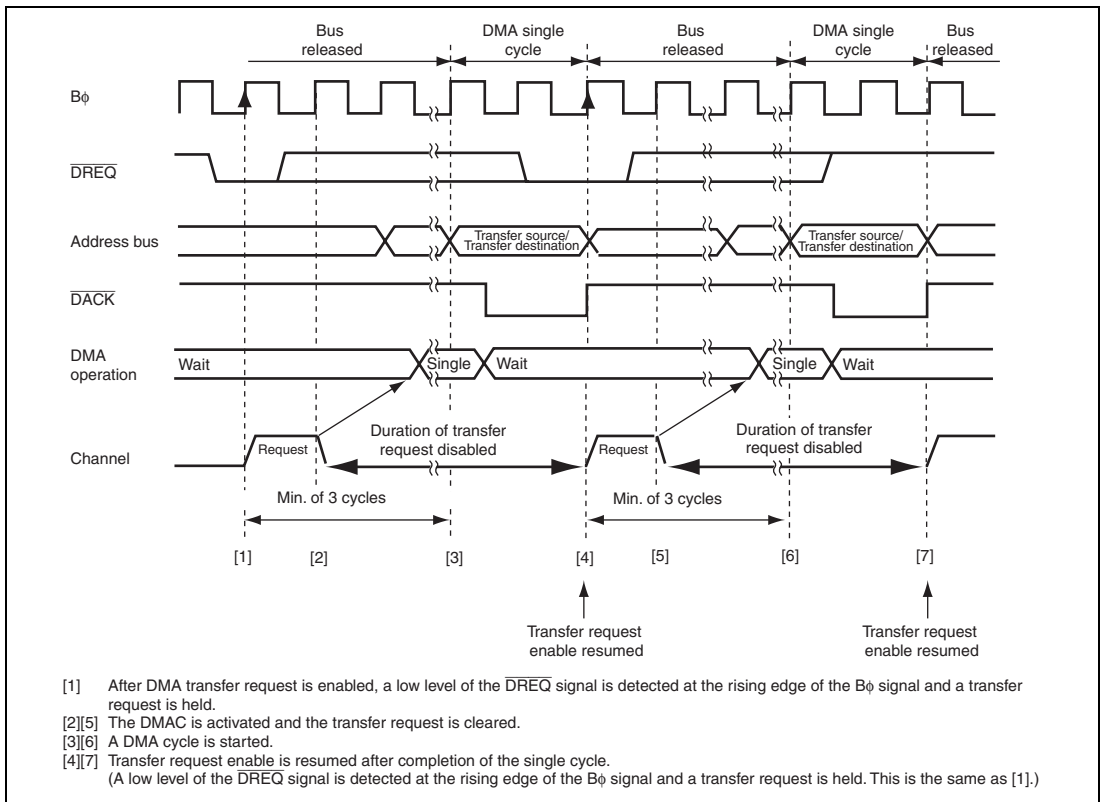 Bus released
DMA single cycle
Bus released
DMA single cycle
Bus released
Bφ
DREQ
Address bus
Transfer source/
Transfer destination
Transfer source/
Transfer destination
DACK
DMA operation
Wait
Single
Wait
Single
Wait
Channel
Request
Duration of transfer request disabled
Request
Duration of transfer request disabled
Min. of 3 cycles
Min. of 3 cycles
[1] [2] [3] [4] [5] [6] [7]
Transfer request enable resumed
Transfer request enable resumed
[1] After DMA transfer request is enabled, a low level of the DREQ signal is detected at the rising edge of the Bφ signal and a transfer
request is held.
[2][5] The DMAC is activated and the transfer request is cleared.
[3][6] A DMA cycle is started.
[4][7] Transfer request enable is resumed after completion of the single cycle.
(A low level of the DREQ signal is detected at the rising edge of the Bφ signal and a transfer request is held. This is the same as [1].)